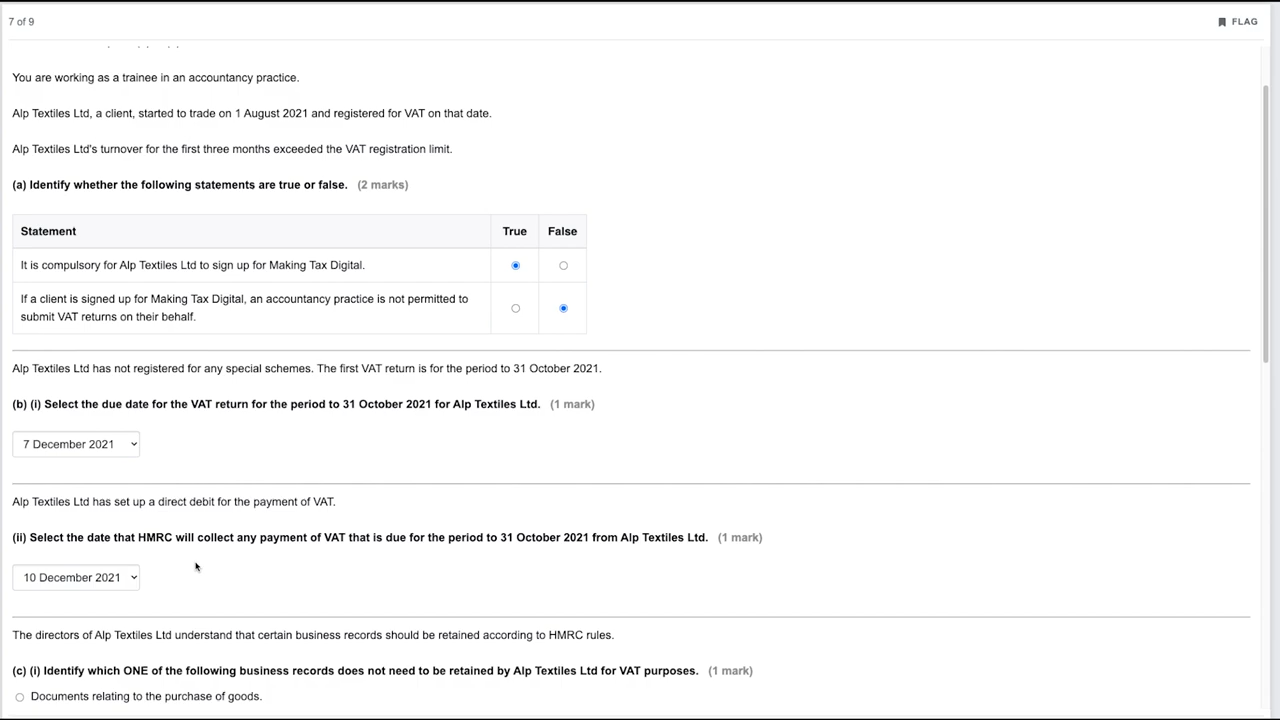 7 of 9
FLAG
You are working as a trainee in an accountancy practice.
Alp Textiles Ltd, a client, started to trade on 1 August 2021 and registered for VAT on that date.
Alp Textiles Ltd's turnover for the first three months exceeded the VAT registration limit.
(a) Identify whether the following statements are true or false. (2 marks)
Statement True False
It is compulsory for Alp Textiles Ltd to sign up for Making Tax Digital.
If a client is signed up for Making Tax Digital, an accountancy practice is not permitted to
submit VAT returns on their behalf.
Alp Textiles Ltd has not registered for any special schemes. The first VAT return is for the period to 31 October 2021.
(b) (i) Select the due date for the VAT return for the period to 31 October 2021 for Alp Textiles Ltd. (1 mark)
7 December 2021
Alp Textiles Ltd has set up a direct debit for the payment of VAT.
(ii) Select the date that HMRC will collect any payment of VAT that is due for the period to 31 October 2021 from Alp Textiles Ltd. (1 mark)
10 December 2021
The directors of Alp Textiles Ltd understand that certain business records should be retained according to HMRC rules.
(c) (i) Identify which ONE of the following business records does not need to be retained by Alp Textiles Ltd for VAT purposes. (1 mark)
Documents relating to the purchase of goods.